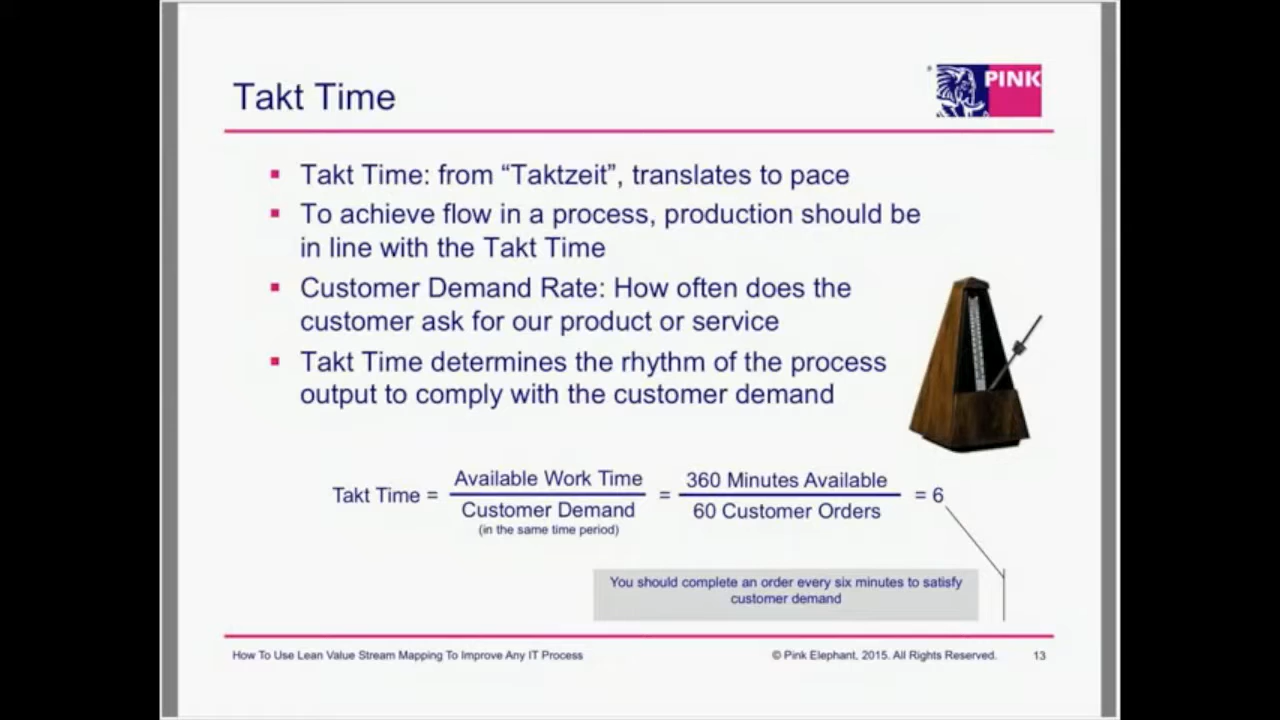 Takt Time
PINK
Takt Time: from “Taktzeit”, translates to pace
To achieve flow in a process, production should be
in line with the Takt Time
Customer Demand Rate: How often does the
customer ask for our product or service
Takt Time determines the rhythm of the process
output to comply with the customer demand
Takt Time = Available Work Time / Customer Demand = 360 Minutes Available / 60 Customer Orders = 6
(in the same time period)
You should complete an order every six minutes to satisfy
customer demand
How To Use Lean Value Stream Mapping To Improve Any IT Process
© Pink Elephant, 2015. All Rights Reserved.
13